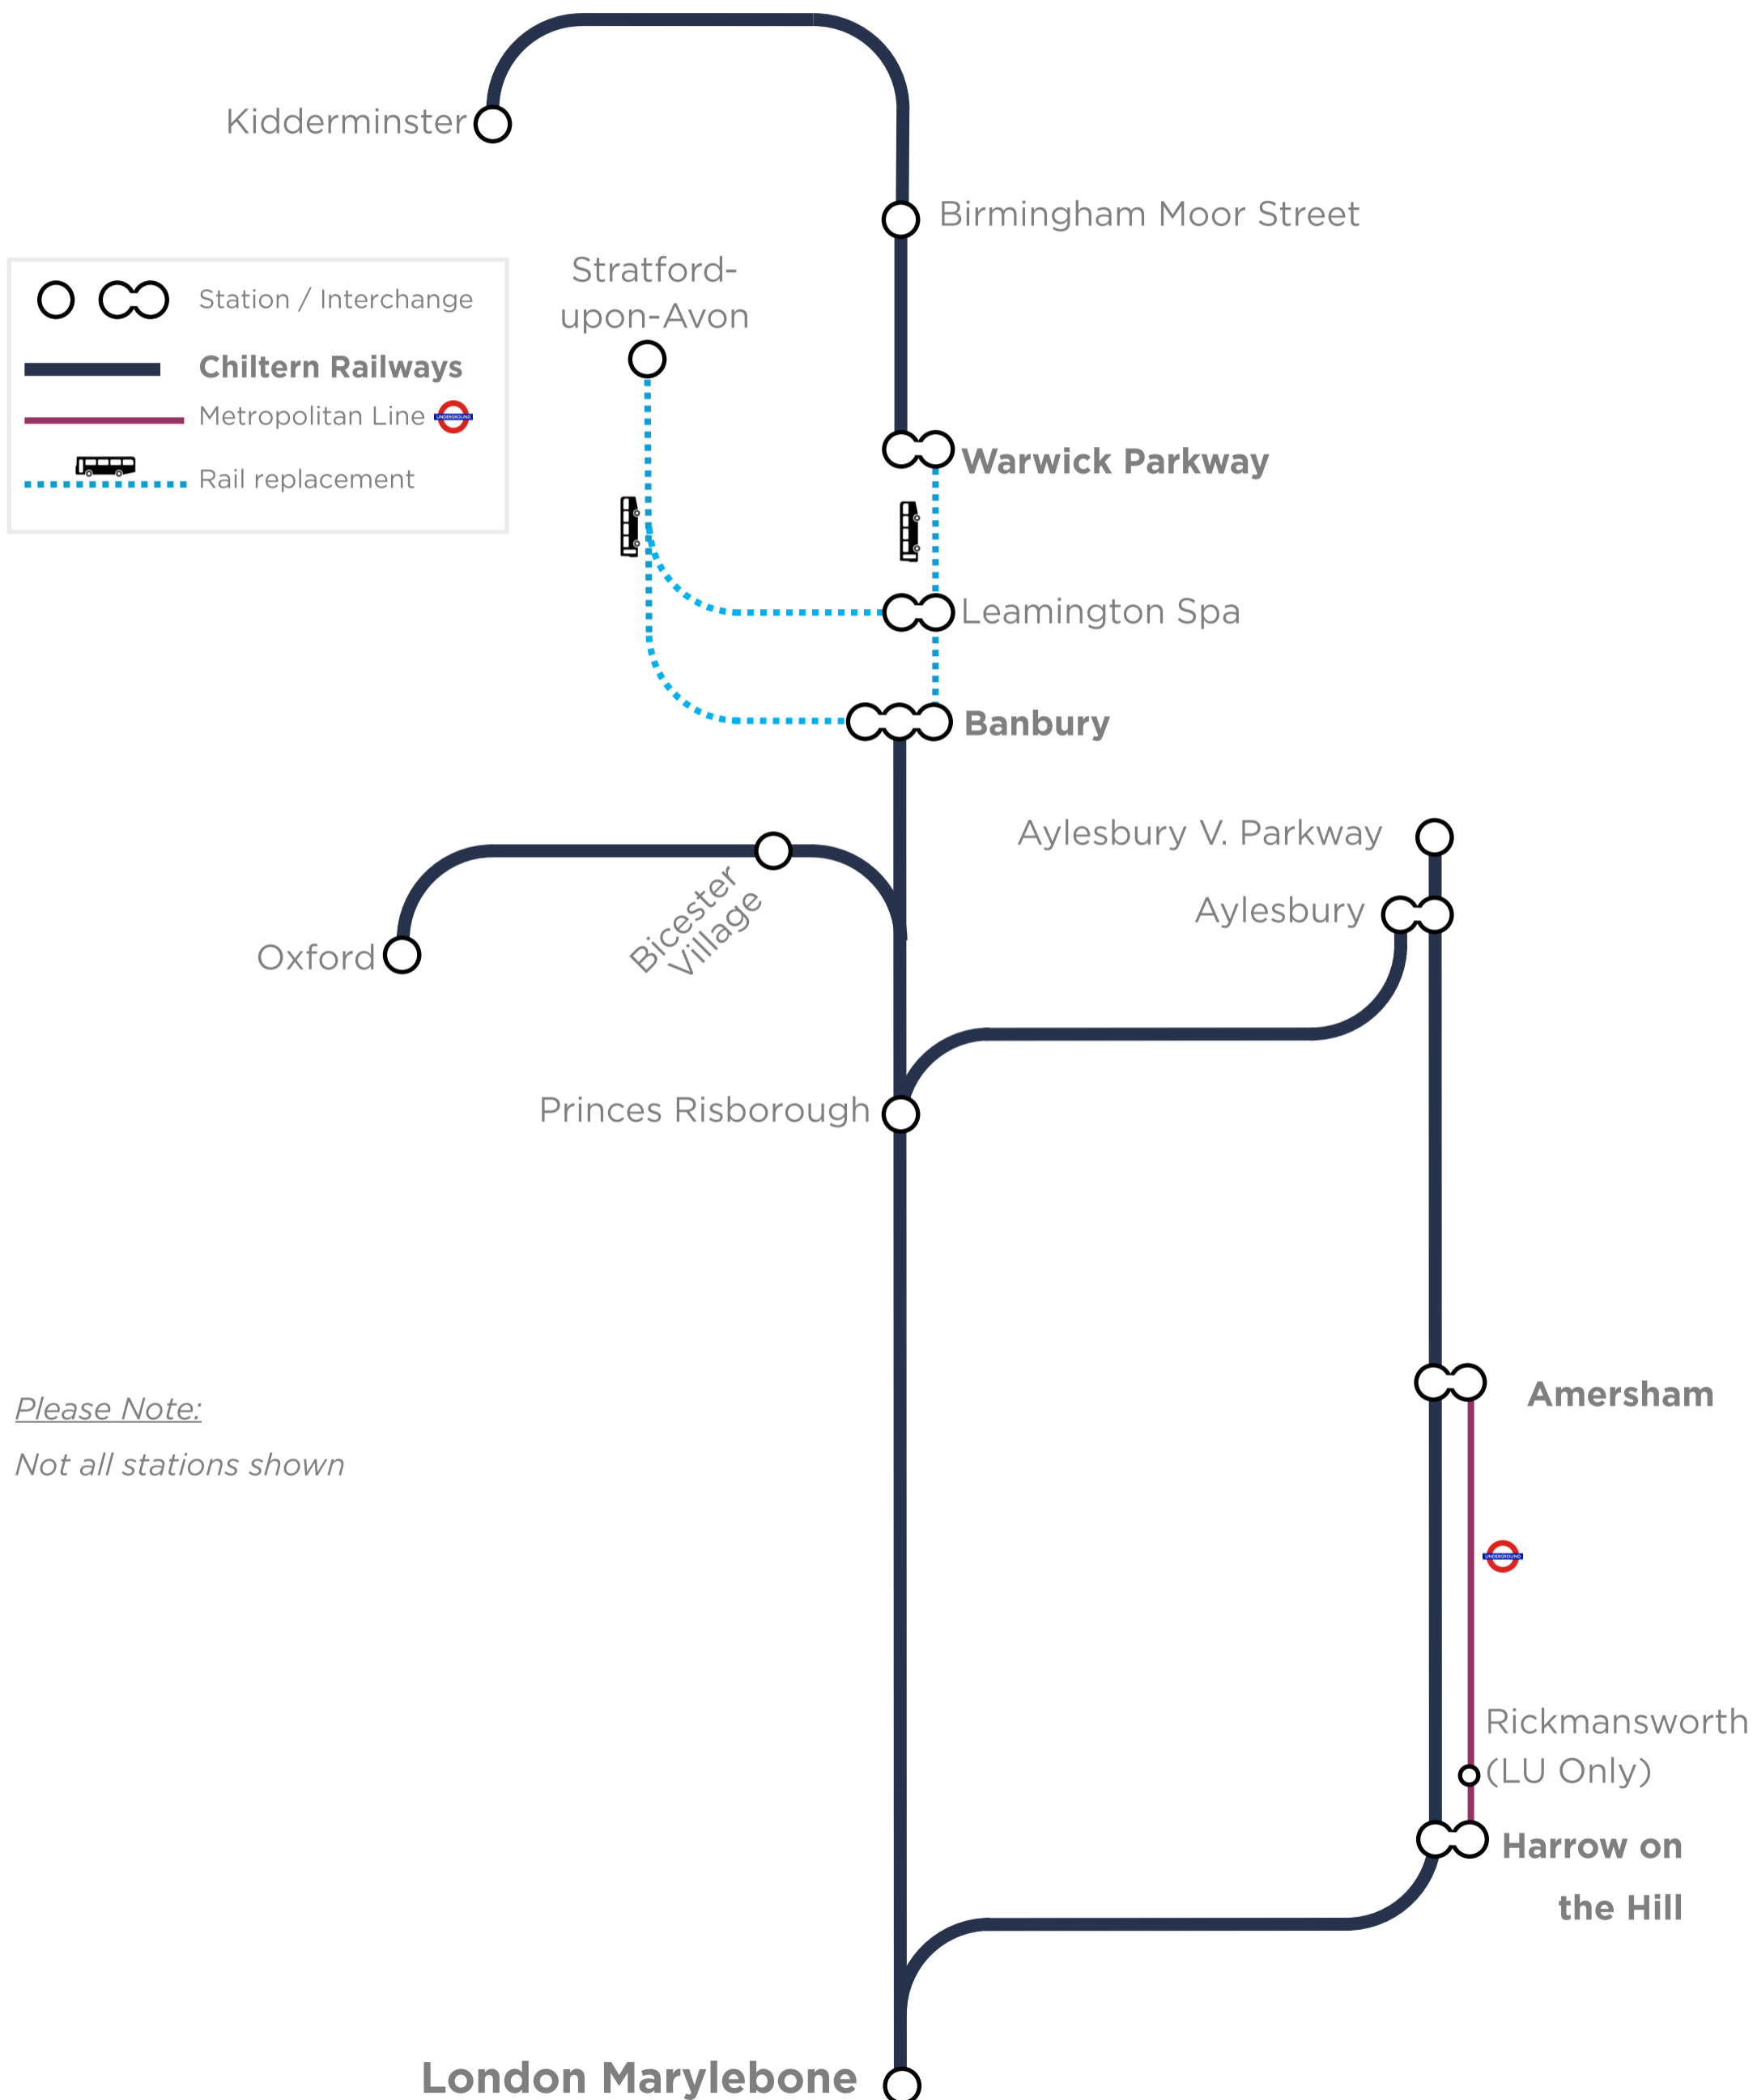 Kidderminster
Birmingham Moor Street
Stratford-
upon-Avon
Station / Interchange
Chiltern Railways
Metropolitan Line
UNDERGROUND
Rail replacement
Warwick Parkway
Leamington Spa
Banbury
Aylesbury V. Parkway
Bicester
Village
Aylesbury
Oxford
Princes Risborough
Amersham
Please Note:
Not all stations shown
UNDERGROUND
Rickmansworth
(LU Only)
Harrow on
the Hill
London Marylebone